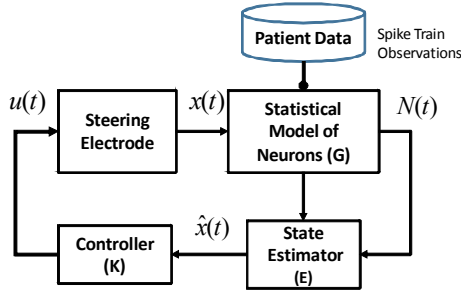 Patient Data
Spike Train
Observations
u(t)
Steering
Electrode
x(t)
Statistical
Model of
Neurons (G)
N(t)
Controller
(K)
x̂(t)
State
Estimator
(E)